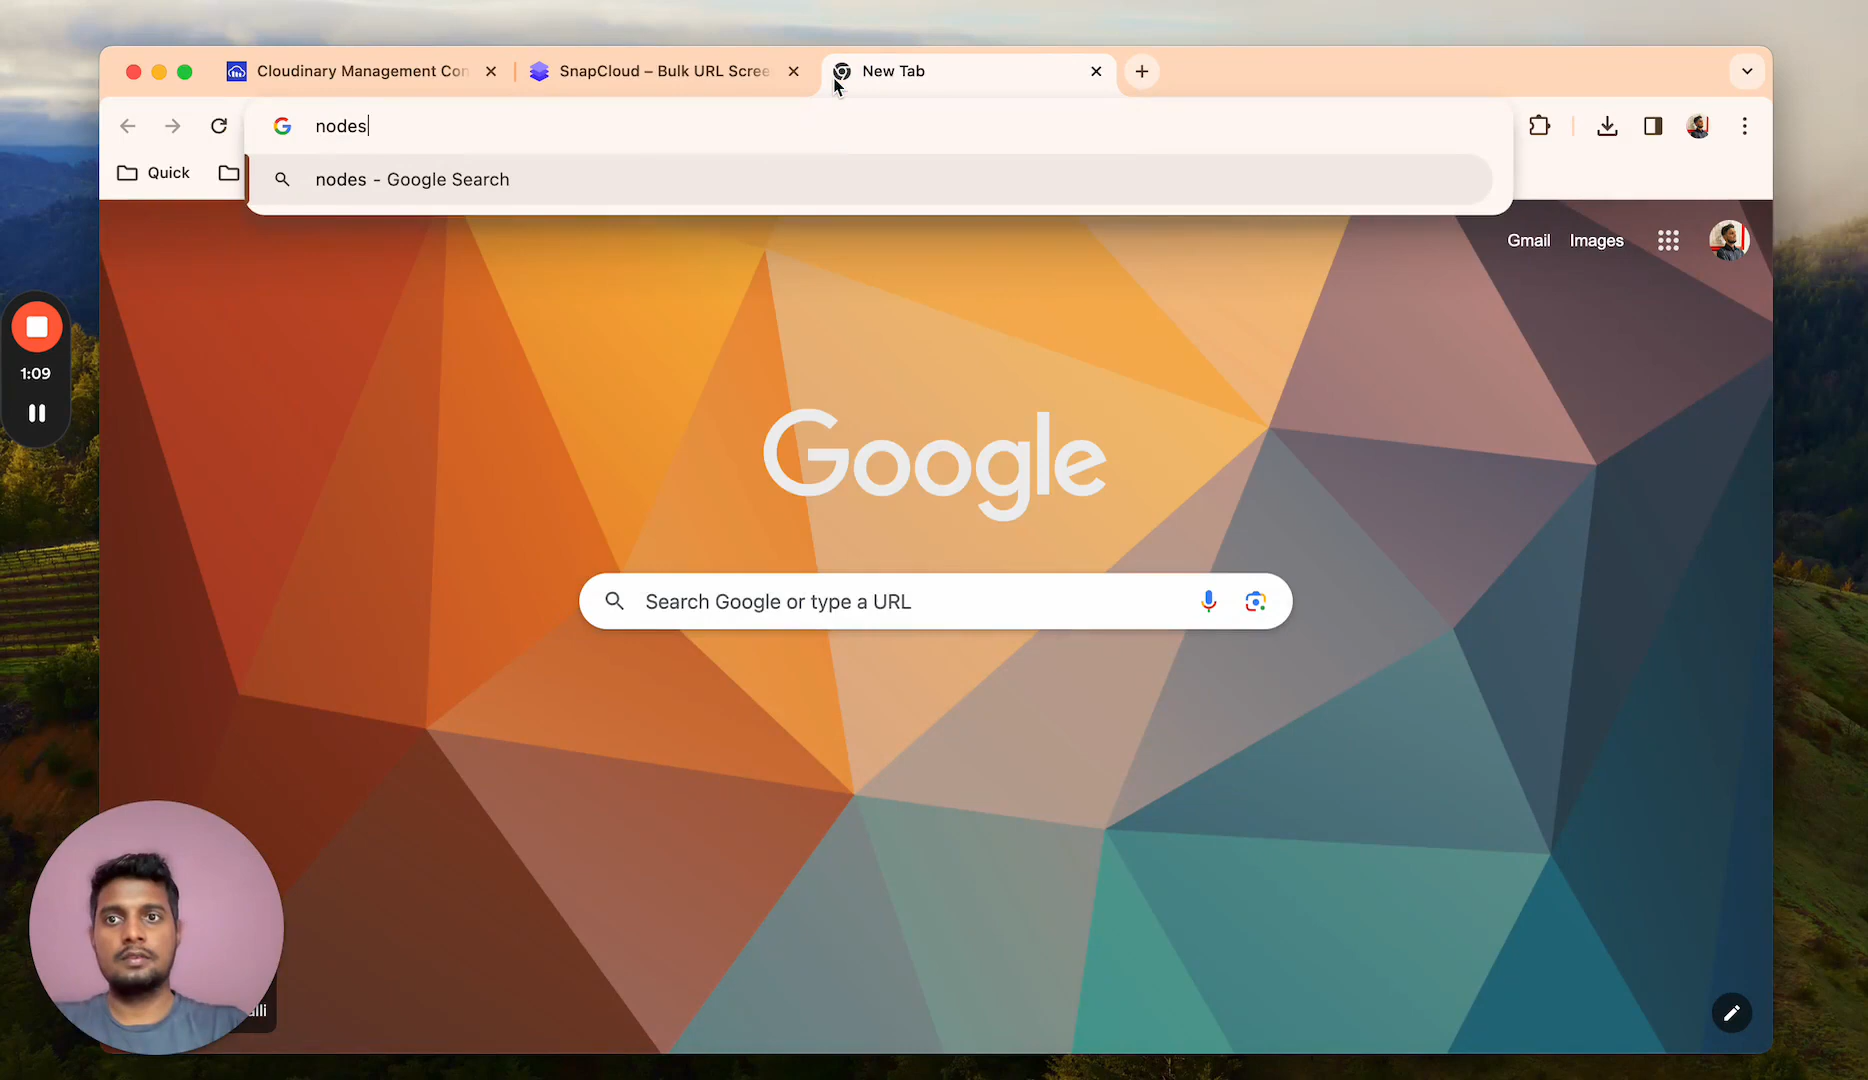 Cloudinary Management Con
SnapCloud – Bulk URL Scree
New Tab
nodes
Quick
nodes - Google Search
Gmail
Images
1:09
Google
Search Google or type a URL
alli